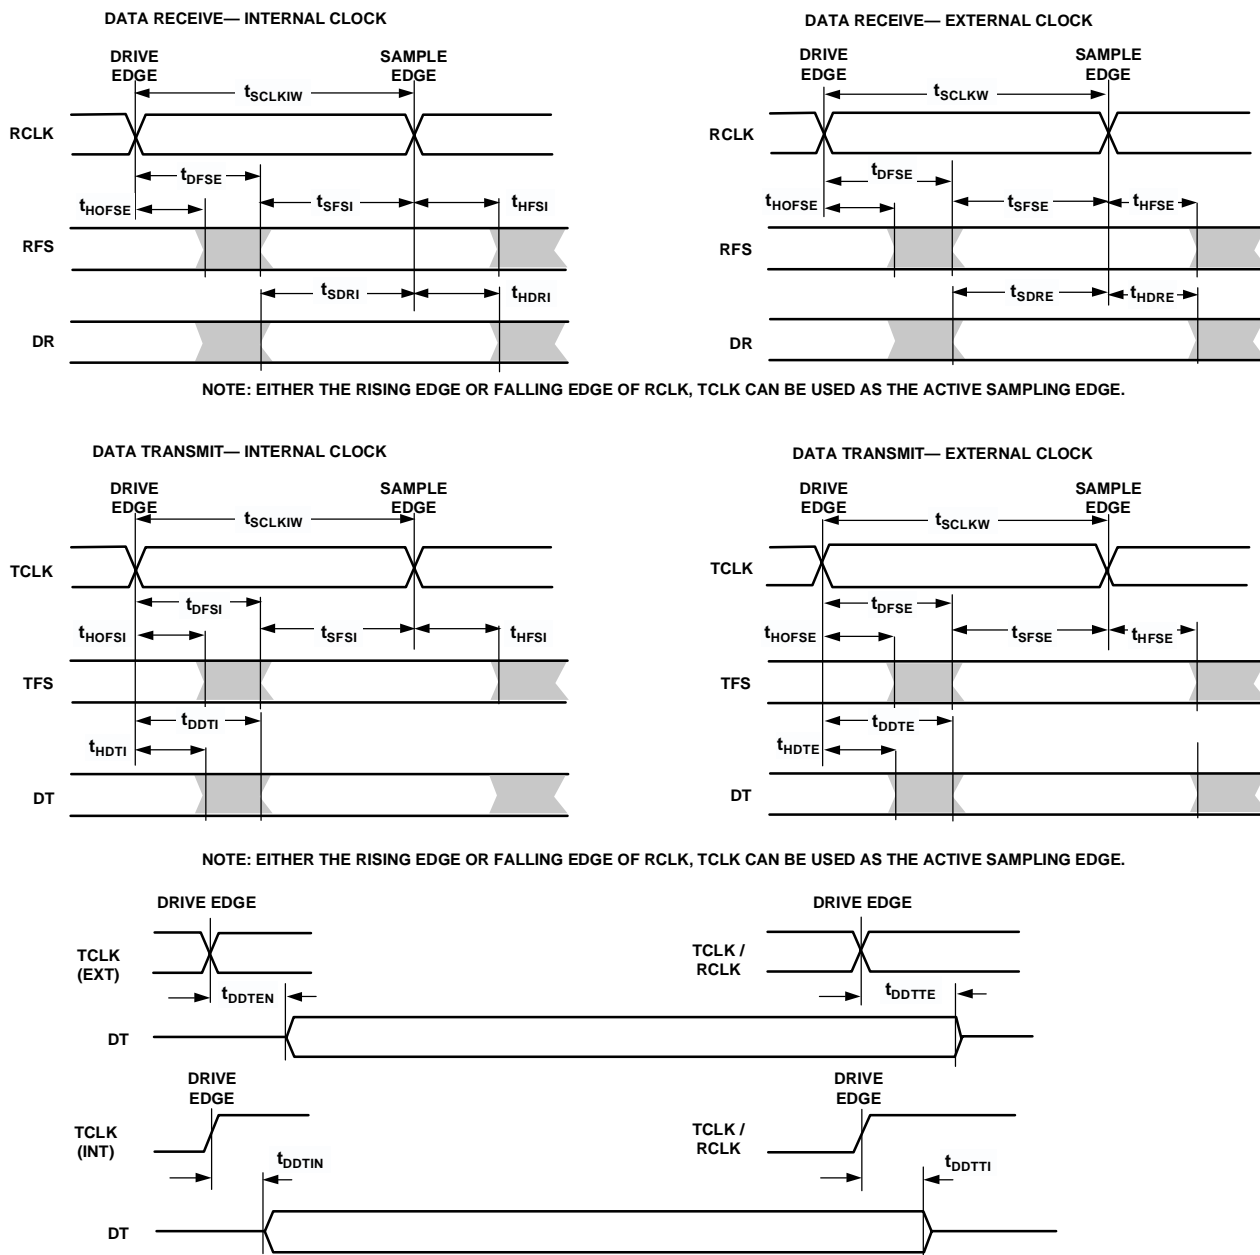 DATA RECEIVE— INTERNAL CLOCK
DRIVE EDGE
SAMPLE EDGE
tSCLKIW
RCLK
tDFSE
tHOFSE
tSFSI
tHFSI
RFS
tSDRI
tHDRI
DR
DATA RECEIVE— EXTERNAL CLOCK
DRIVE EDGE
SAMPLE EDGE
tSCLKW
RCLK
tDFSE
tHOFSE
tSFSE
tHFSE
RFS
tSDRE
tHDRE
DR
NOTE: EITHER THE RISING EDGE OR FALLING EDGE OF RCLK, TCLK CAN BE USED AS THE ACTIVE SAMPLING EDGE.
DATA TRANSMIT— INTERNAL CLOCK
DRIVE EDGE
SAMPLE EDGE
tSCLKIW
TCLK
tDFSI
tHOFSI
tSFSI
tHFSI
TFS
tDDTI
tHDTI
DT
DATA TRANSMIT— EXTERNAL CLOCK
DRIVE EDGE
SAMPLE EDGE
tSCLKW
TCLK
tDFSE
tHOFSE
tSFSE
tHFSE
TFS
tDDTE
tHDTE
DT
NOTE: EITHER THE RISING EDGE OR FALLING EDGE OF RCLK, TCLK CAN BE USED AS THE ACTIVE SAMPLING EDGE.
DRIVE EDGE
DRIVE EDGE
TCLK (EXT)
TCLK / RCLK
tDDTEN
tDDTTE
DT
DRIVE EDGE
DRIVE EDGE
TCLK (INT)
TCLK / RCLK
tDDTIN
tDDTTI
DT